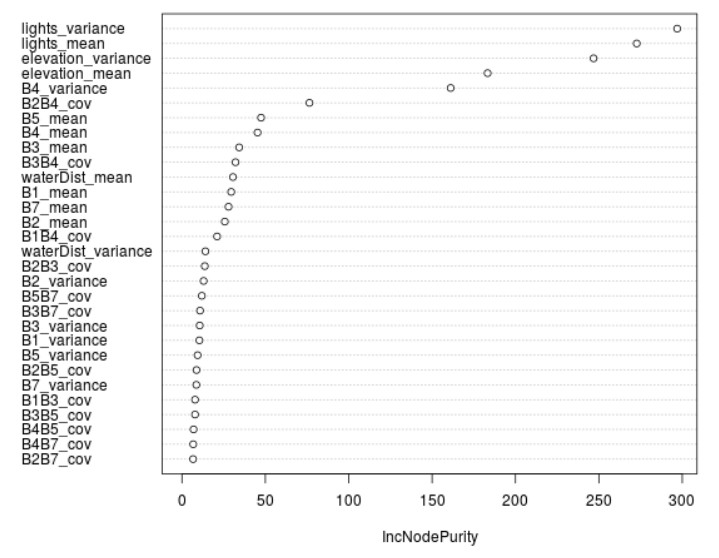 lights_variance
lights_mean
elevation_variance
elevation_mean
B4_variance
B2B4_cov
B5_mean
B4_mean
B3_mean
B3B4_cov
waterDist_mean
B1_mean
B7_mean
B2_mean
B1B4_cov
waterDist_variance
B2B3_cov
B2_variance
B5B7_cov
B3B7_cov
B3_variance
B1_variance
B5_variance
B2B5_cov
B7_variance
B1B3_cov
B3B5_cov
B4B5_cov
B4B7_cov
B2B7_cov
0 50 100 150 200 250 300
IncNodePurity